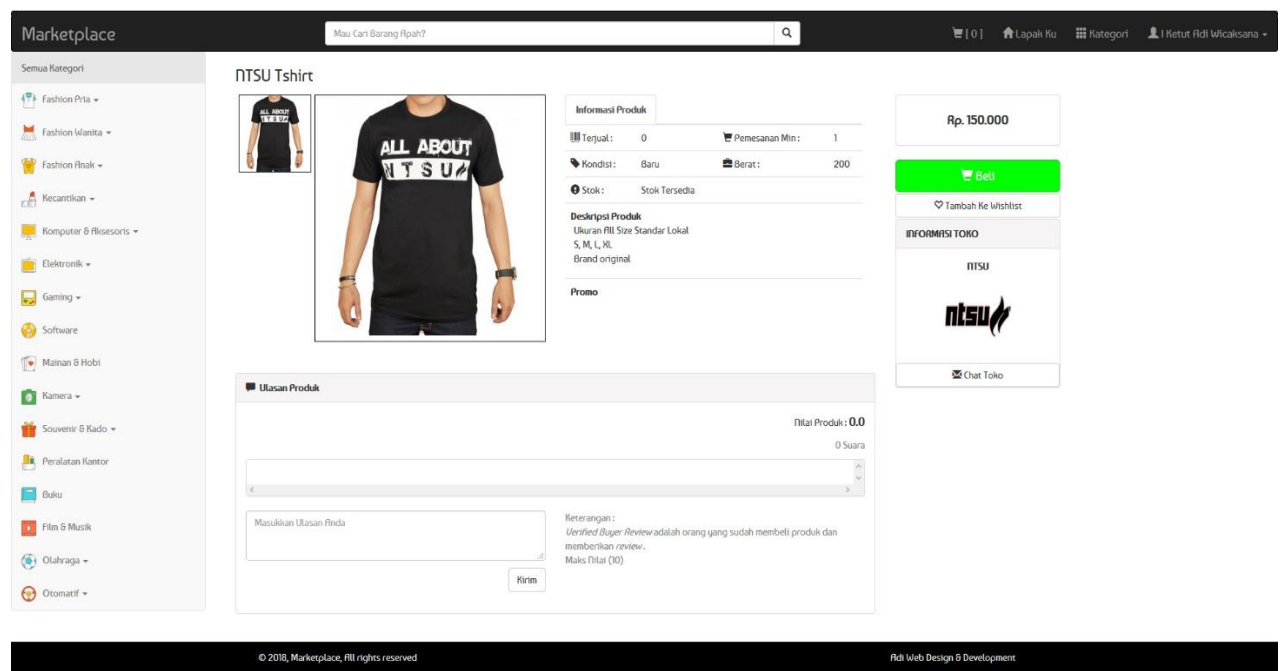 Marketplace
Mau Cari Barang Apah?
[ 0 ]
Lapak Ku
Kategori
I Ketut Adi Wicaksana
Semua Kategori
Fashion Pria
Fashion Wanita
Fashion Anak
Kecantikan
Komputer & Aksesoris
Elektronik
Gaming
Software
Mainan & Hobi
Kamera
Souvenir & Kado
Peralatan Kantor
Buku
Film & Musik
Olahraga
Otomatif
NTSU Tshirt
ALL ABOUT
NTSU
ALL ABOUT
NTSU
Informasi Produk
Terjual : 0 Pemesanan Min : 1
Kondisi : Baru Berat : 200
Stok : Stok Tersedia
Deskripsi Produk
Ukuran All Size Standar Lokal
S, M, L, XL
Brand original
Promo
Rp. 150.000
Beli
Tambah Ke Wishlist
INFORMASI TOKO
NTSU
ntsu
Chat Toko
Ulasan Produk
Nilai Produk : 0.0
0 Suara
Masukkan Ulasan Anda
Kirim
Keterangan :
Verified Buyer Review adalah orang yang sudah membeli produk dan
memberikan review.
Maks Nilai (10)
© 2018, Marketplace, All rights reserved
Adi Web Design & Development